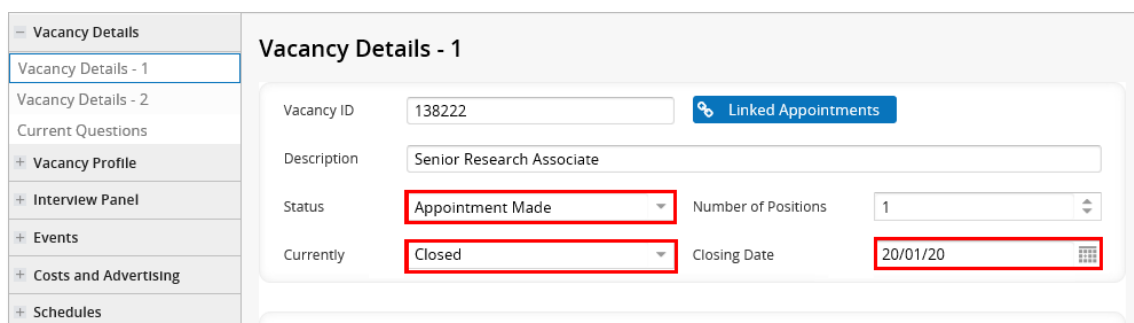 Vacancy Details
Vacancy Details - 1
Vacancy Details - 2
Current Questions
Vacancy Profile
Interview Panel
Events
Costs and Advertising
Schedules
Vacancy Details - 1
Vacancy ID 138222 Linked Appointments
Description Senior Research Associate
Status Appointment Made Number of Positions 1
Currently Closed Closing Date 20/01/20